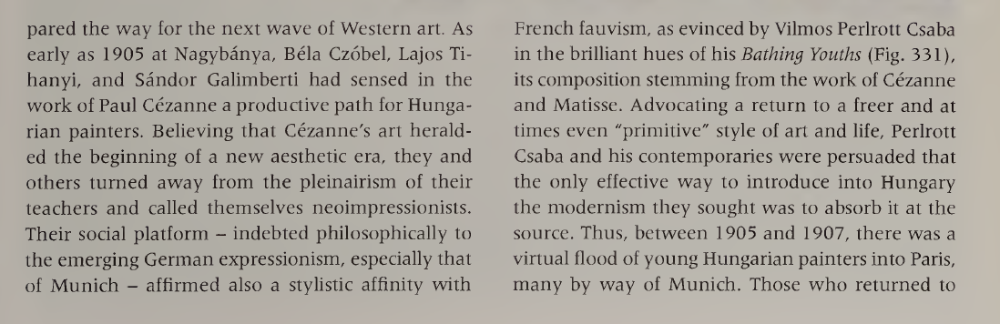 pared the way for the next wave of Western art. As
early as 1905 at Nagybánya, Béla Czóbel, Lajos Ti-
hanyi, and Sándor Galimberti had sensed in the
work of Paul Cézanne a productive path for Hunga-
rian painters. Believing that Cézanne's art herald-
ed the beginning of a new aesthetic era, they and
others turned away from the pleinairism of their
teachers and called themselves neoimpressionists.
Their social platform – indebted philosophically to
the emerging German expressionism, especially that
of Munich – affirmed also a stylistic affinity with
French fauvism, as evinced by Vilmos Perlrott Csaba
in the brilliant hues of his Bathing Youths (Fig. 331),
its composition stemming from the work of Cézanne
and Matisse. Advocating a return to a freer and at
times even “primitive” style of art and life, Perlrott
Csaba and his contemporaries were persuaded that
the only effective way to introduce into Hungary
the modernism they sought was to absorb it at the
source. Thus, between 1905 and 1907, there was a
virtual flood of young Hungarian painters into Paris,
many by way of Munich. Those who returned to